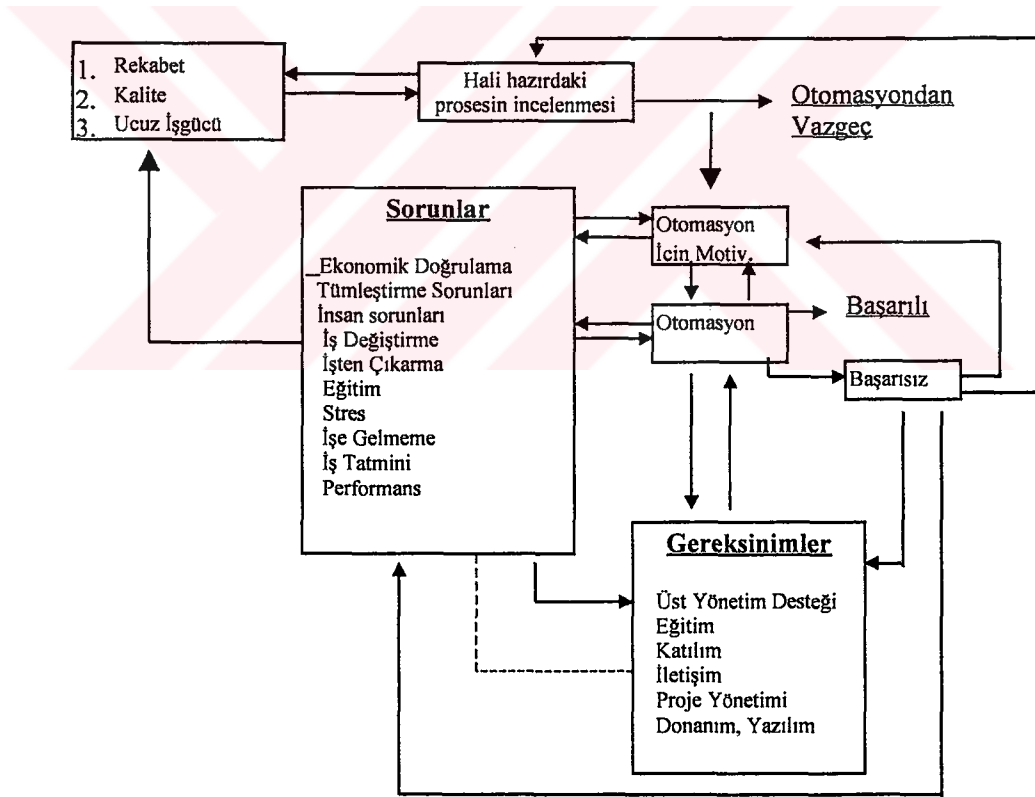 1. Rekabet
2. Kalite
3. Ucuz İşgücü
Hali hazırdaki
prosesin incelenmesi
Otomasyondan
Vazgeç
Sorunlar
Ekonomik Doğrulama
Tümleştirme Sorunları
İnsan sorunları
İş Değiştirme
İşten Çıkarma
Eğitim
Stres
İşe Gelmeme
İş Tatmini
Performans
Otomasyon
İcin Motiv.
Otomasyon
Başarılı
Başarısız
Gereksinimler
Üst Yönetim Desteği
Eğitim
Katılım
İletişim
Proje Yönetimi
Donanım, Yazılım